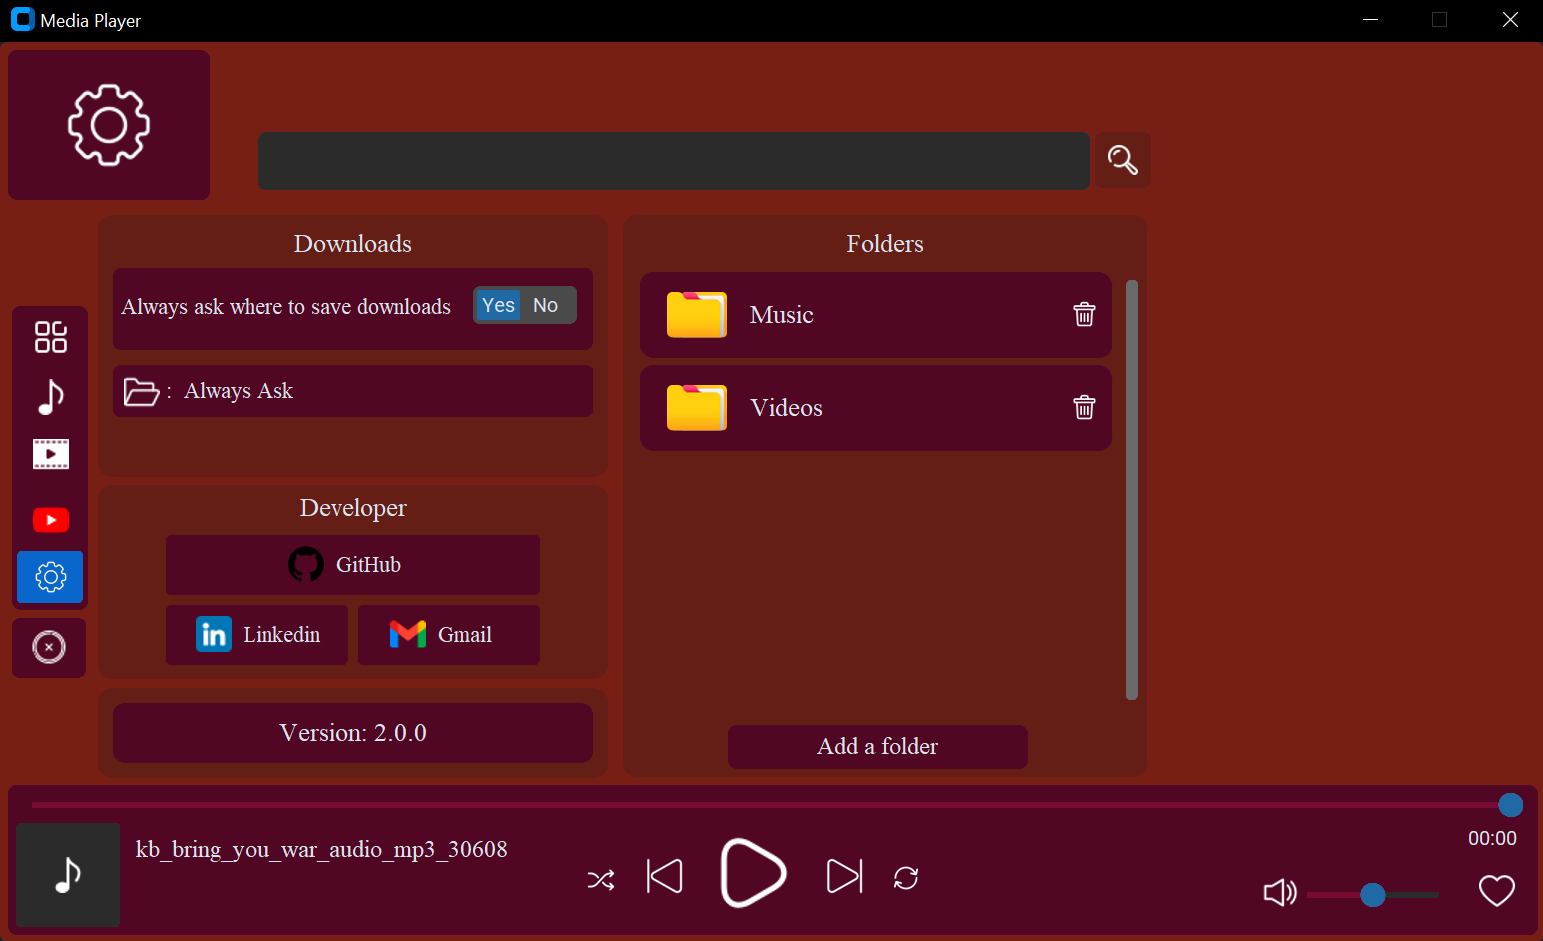 Media Player
Downloads
Always ask where to save downloads
Yes No
: Always Ask
Developer
GitHub
in Linkedin
Gmail
Version: 2.0.0
Folders
Music
Videos
Add a folder
kb_bring_you_war_audio_mp3_30608
00:00